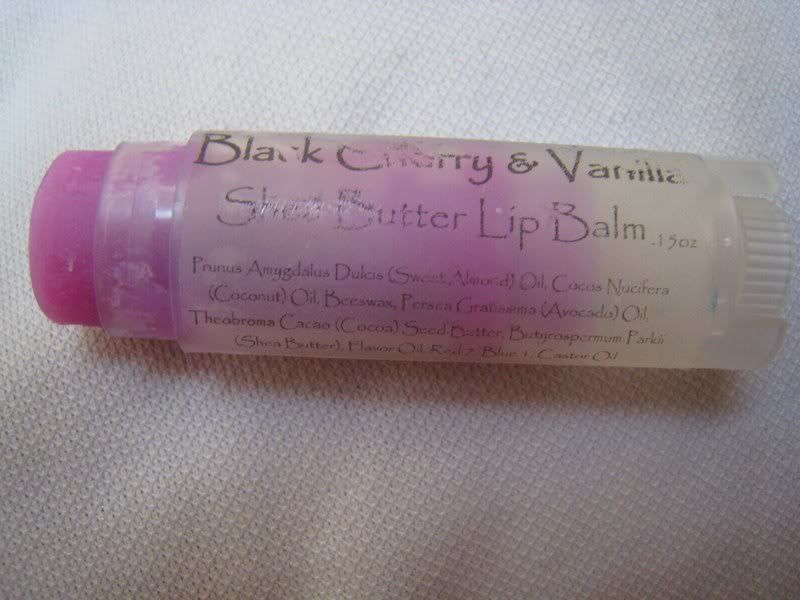 Black Cherry & Vanilla
Shea Butter Lip Balm .15oz
Prunus Amygdalus Dulcis (Sweet Almond) Oil, Cocos Nucifera
(Coconut) Oil, Beeswax, Persea Gratissima (Avocado) Oil,
Theobroma Cacao (Cocoa) Seed Butter, Butyrospermum Parkii
(Shea Butter), Flavor Oil, Red 7, Blue 1, Castor Oil